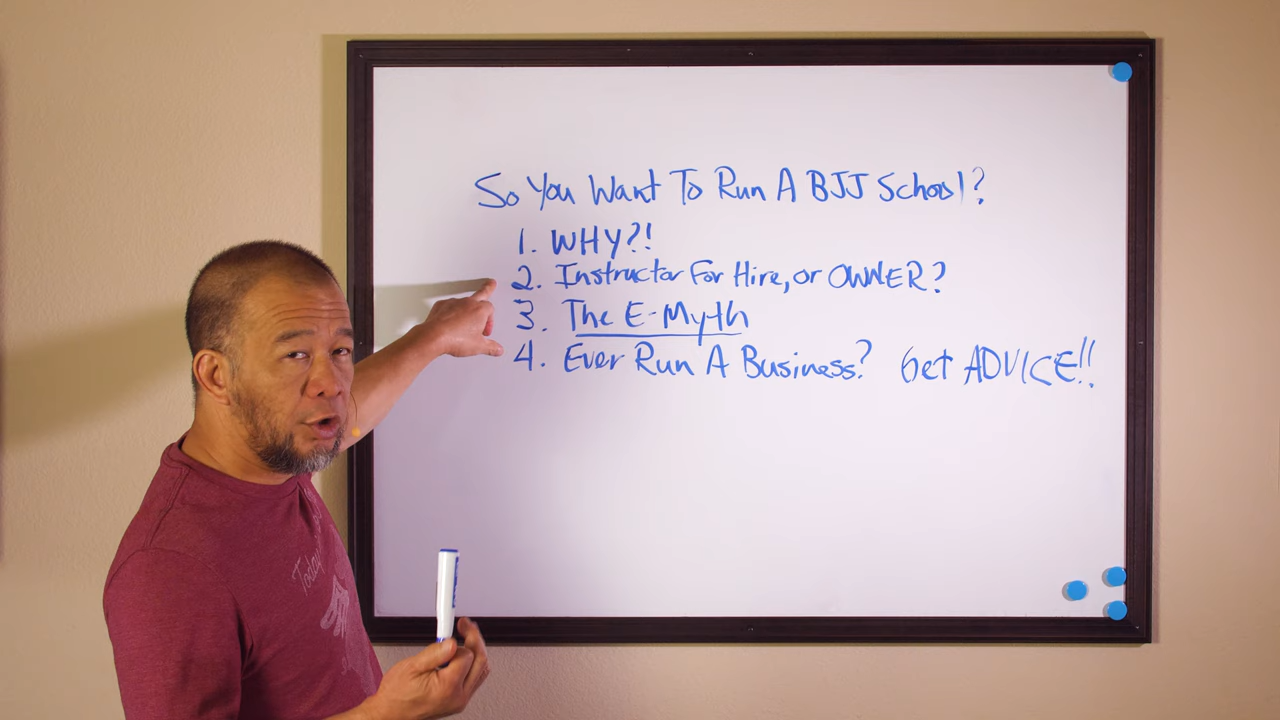 So You Want To Run A BJJ School?
1. WHY?!
2. Instructor For Hire, or OWNER?
3. The E-Myth
4. Ever Run A Business? Get ADVICE!!
Today